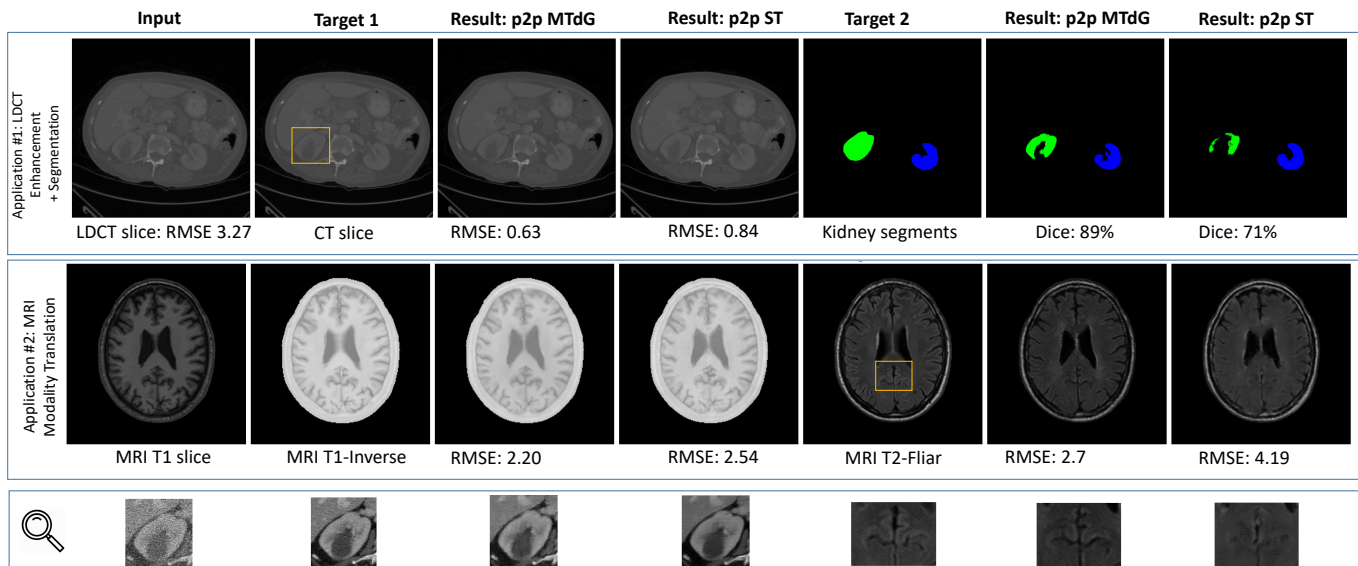 Input
Target 1
Result: p2p MTdG
Result: p2p ST
Target 2
Result: p2p MTdG
Result: p2p ST
Application #1: LDCT
Enhancement
+ Segmentation
LDCT slice: RMSE 3.27
CT slice
RMSE: 0.63
RMSE: 0.84
Kidney segments
Dice: 89%
Dice: 71%
Application #2: MRI
Modality Translation
MRI T1 slice
MRI T1-Inverse
RMSE: 2.20
RMSE: 2.54
MRI T2-Fliar
RMSE: 2.7
RMSE: 4.19